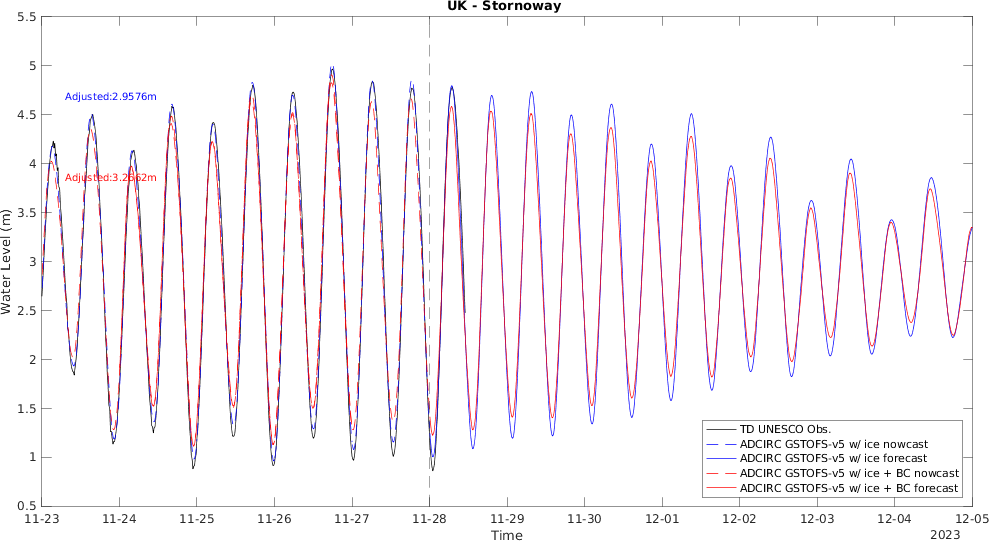 UK - Stornoway
5.5
5
4.5
4
3.5
3
2.5
2
1.5
1
0.5
Water Level (m)
Adjusted:2.9576m
Adjusted:3.2662m
TD UNESCO Obs.
ADCIRC GSTOFS-v5 w/ ice nowcast
ADCIRC GSTOFS-v5 w/ ice forecast
ADCIRC GSTOFS-v5 w/ ice + BC nowcast
ADCIRC GSTOFS-v5 w/ ice + BC forecast
11-23 11-24 11-25 11-26 11-27 11-28 11-29 11-30 12-01 12-02 12-03 12-04 12-05
Time
2023